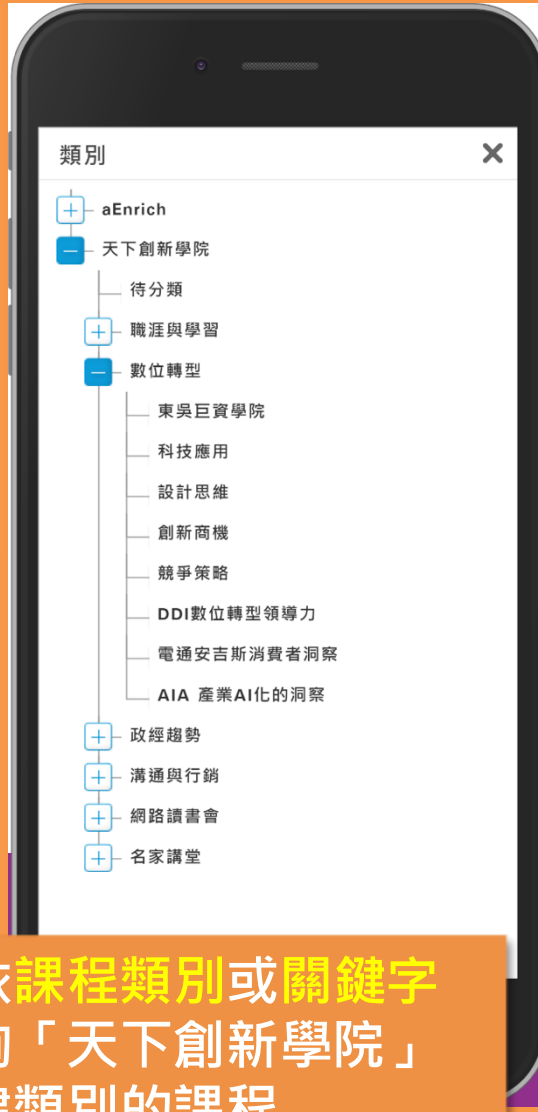 類別
aEnrich
天下創新學院
待分類
職涯與學習
數位轉型
東吳巨資學院
科技應用
設計思維
創新商機
競爭策略
DDI數位轉型領導力
電通安吉斯消費者洞察
AIA 產業AI化的洞察
政經趨勢
溝通與行銷
網路讀書會
名家講堂
課程類別或關鍵字
「天下創新學院」
類別的課程